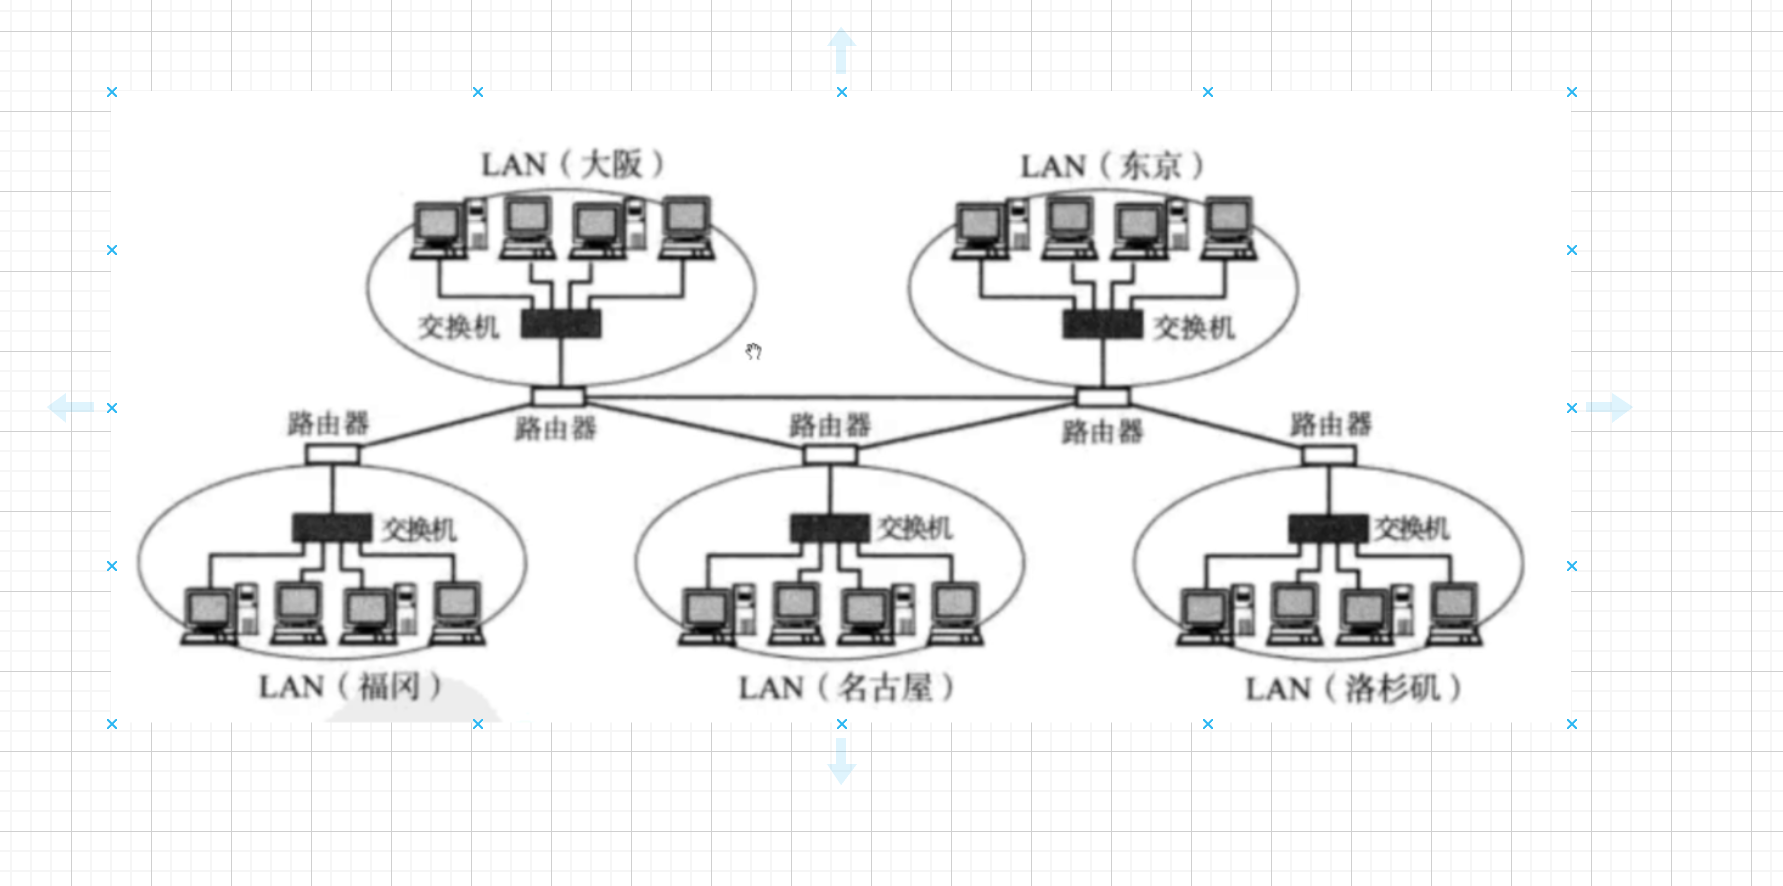 LAN（大阪）
LAN（东京）
交换机
交换机
路由器
路由器
路由器
路由器
路由器
交换机
交换机
交换机
LAN（福冈）
LAN（名古屋）
LAN（洛杉矶）